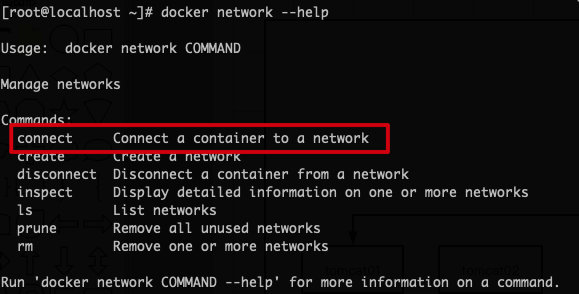 [root@localhost ~]# docker network --help
Usage:  docker network COMMAND
Manage networks
Commands:
  connect     Connect a container to a network
  create      Create a network
  disconnect  Disconnect a container from a network
  inspect     Display detailed information on one or more networks
  ls          List networks
  prune       Remove all unused networks
  rm          Remove one or more networks
tomcat01 tomcat02
Run 'docker network COMMAND --help' for more information on a command.